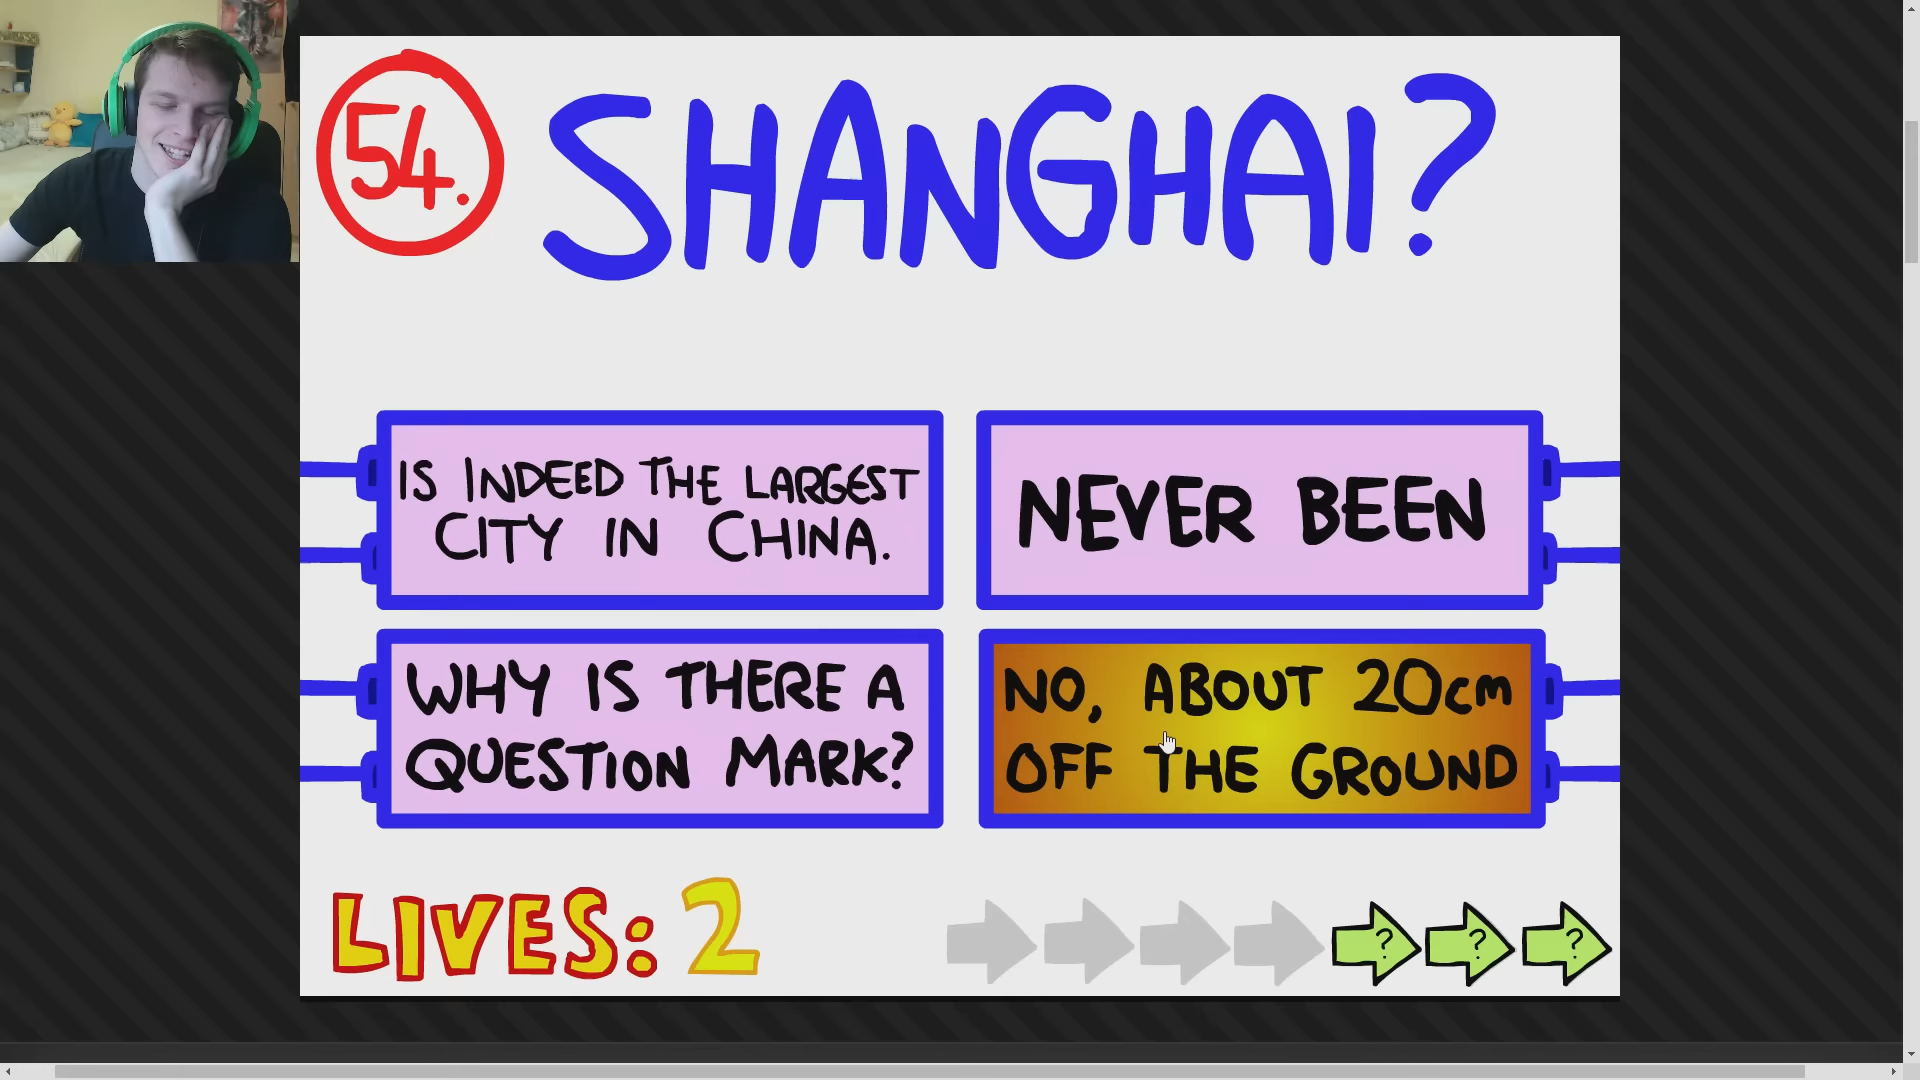 54.
SHANGHAI?
IS INDEED THE LARGEST
CITY IN CHINA.
NEVER BEEN
WHY IS THERE A
QUESTION MARK?
NO, ABOUT 20cm
OFF THE GROUND
LIVES: 2
? ? ?